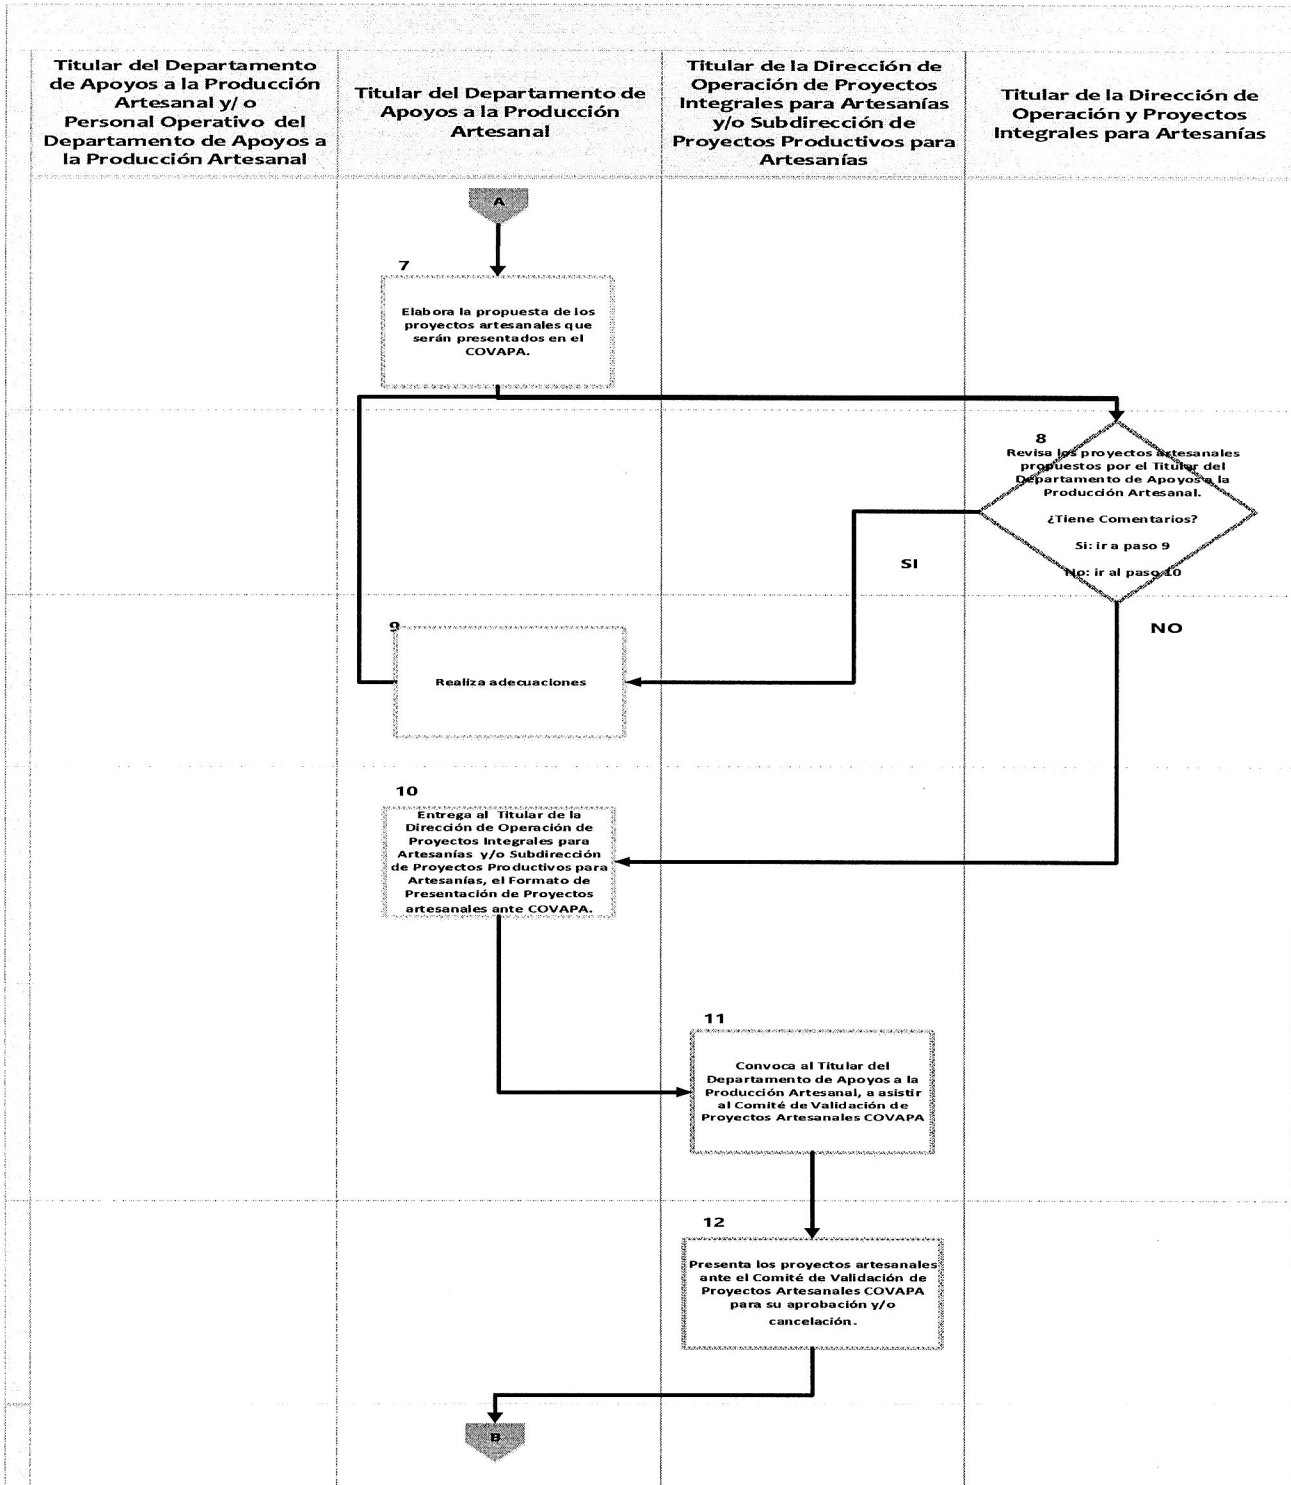 Titular del Departamento
de Apoyos a la Producción
Artesanal y/ o
Personal Operativo del
Departamento de Apoyos a
la Producción Artesanal
Titular del Departamento de
Apoyos a la Producción
Artesanal
Titular de la Dirección de
Operación de Proyectos
Integrales para Artesanías
y/o Subdirección de
Proyectos Productivos para
Artesanías
Titular de la Dirección de
Operación y Proyectos
Integrales para Artesanías
A
7
Elabora la propuesta de los
proyectos artesanales que
serán presentados en el
COVAPA.
8
Revisa los proyectos artesanales
propuestos por el Titular del
Departamento de Apoyos a la
Producción Artesanal.
¿Tiene Comentarios?
Si: ir a paso 9
No: ir al paso 10
SI
NO
9
Realiza adecuaciones
10
Entrega al Titular de la
Dirección de Operación de
Proyectos Integrales para
Artesanías y/o Subdirección
de Proyectos Productivos para
Artesanías, el Formato de
Presentación de Proyectos
artesanales ante COVAPA.
11
Convoca al Titular del
Departamento de Apoyos a la
Producción Artesanal, a asistir
al Comité de Validación de
Proyectos Artesanales COVAPA
12
Presenta los proyectos artesanales
ante el Comité de Validación de
Proyectos Artesanales COVAPA
para su aprobación y/o
cancelación.
B